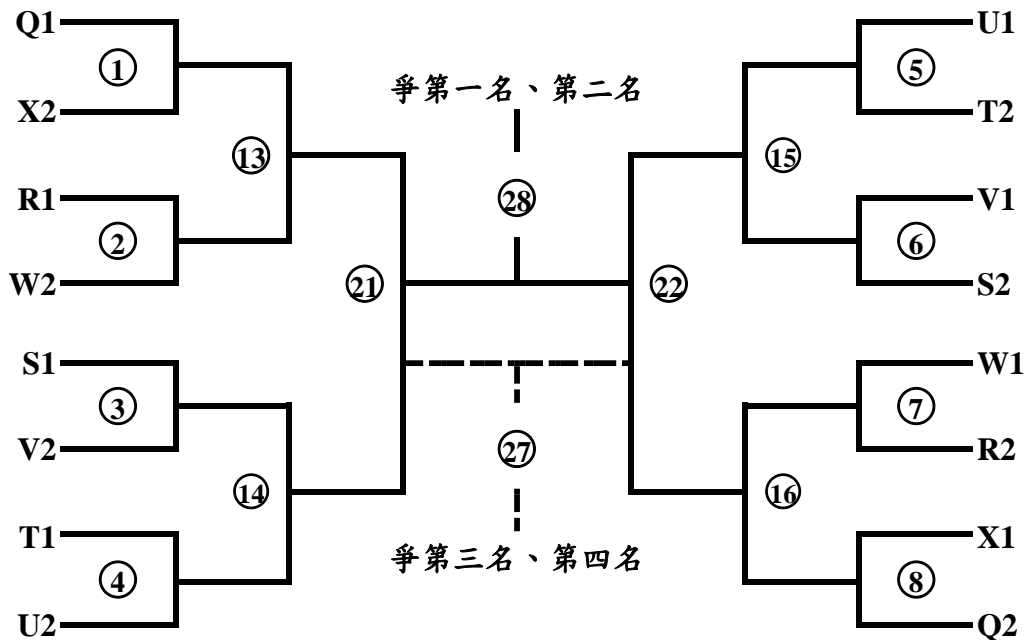 Q1
①
X2
⑬
R1
②
W2
㉑
S1
③
V2
⑭
T1
④
U2
爭第一名、第二名
㉘
㉗
爭第三名、第四名
U1
⑤
T2
⑮
V1
⑥
S2
㉒
W1
⑦
R2
⑯
X1
⑧
Q2